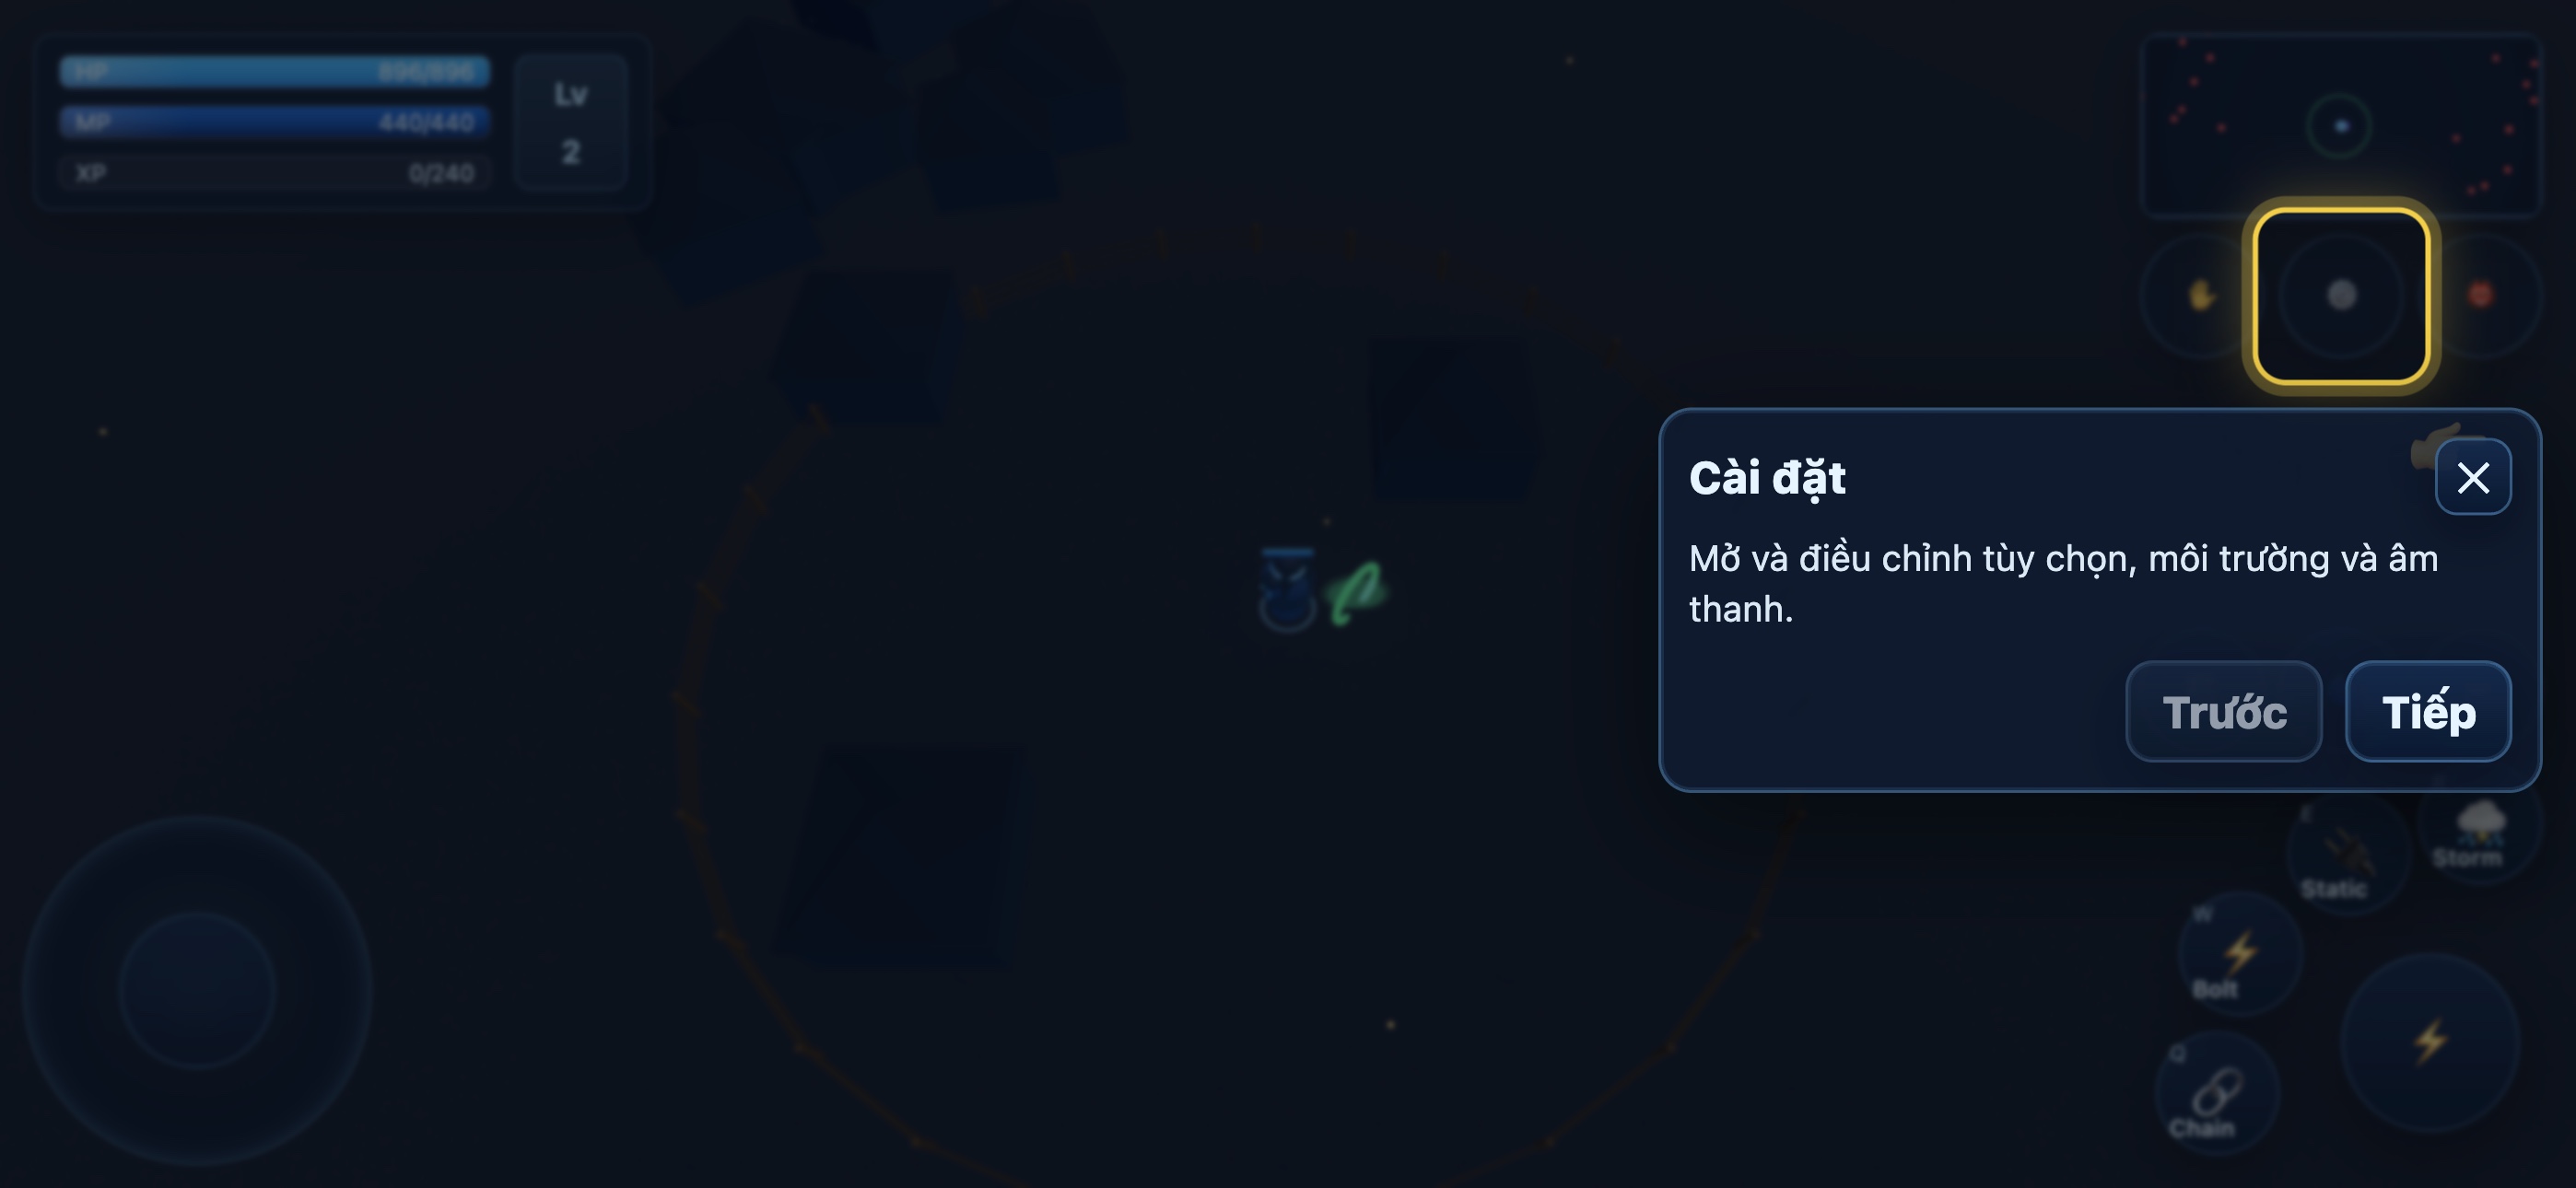 HP 896/896
MP 440/440
XP 0/240
Lv
2
Cài đặt
Mở và điều chỉnh tùy chọn, môi trường và âm
thanh.
Trước
Tiếp
E
Static
Storm
W
Bolt
Q
Chain